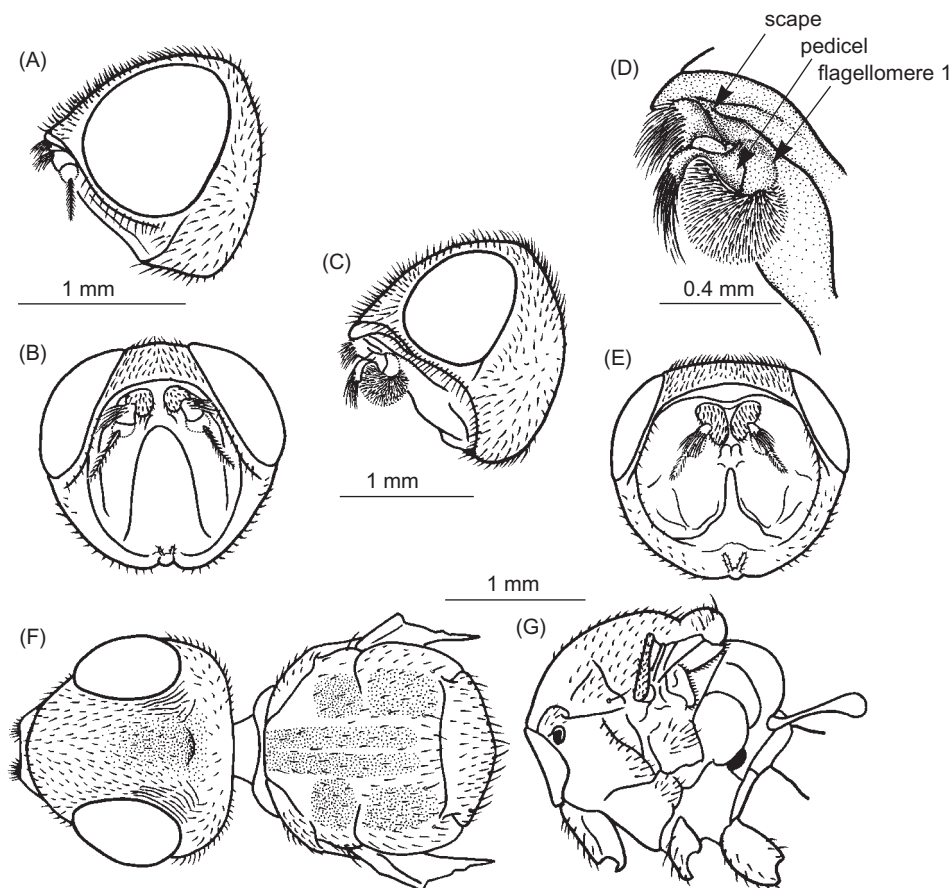 (A)
1 mm
(B)
(C)
1 mm
(D)
scape
pedicel
flagellomere 1
0.4 mm
(E)
1 mm
(F)
(G)